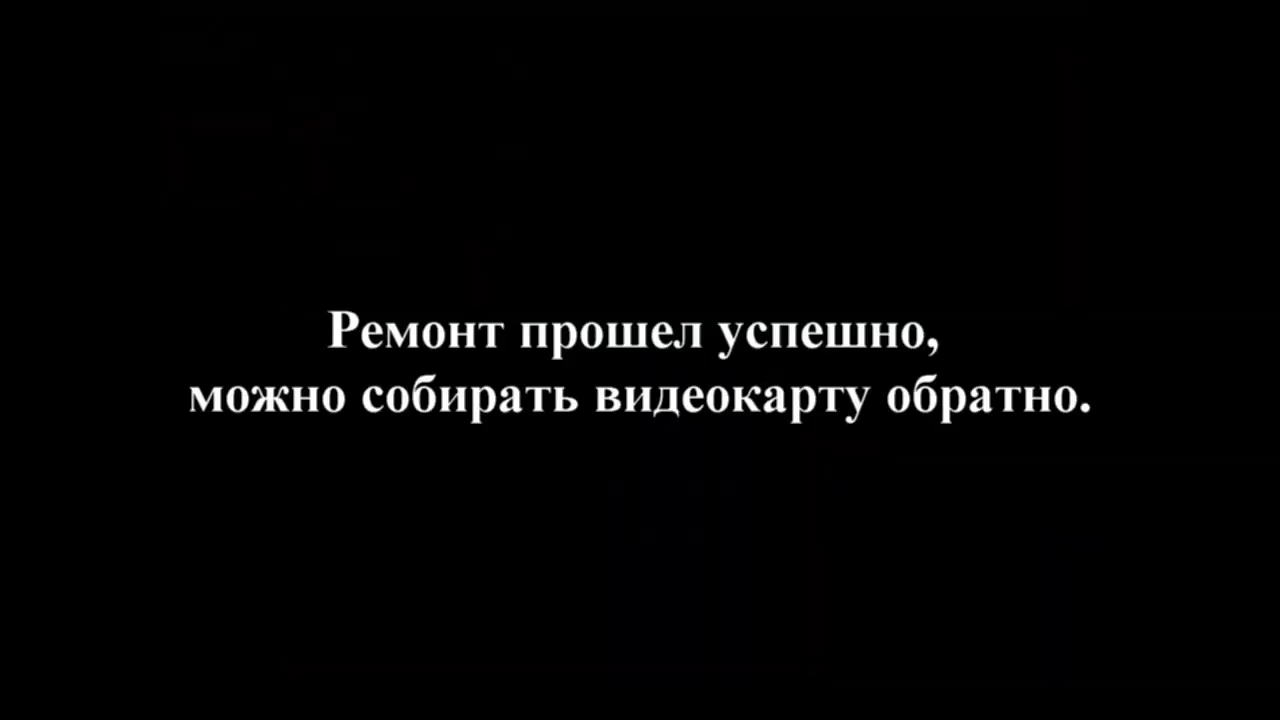 Ремонт прошел успешно,
можно собирать видеокарту обратно.